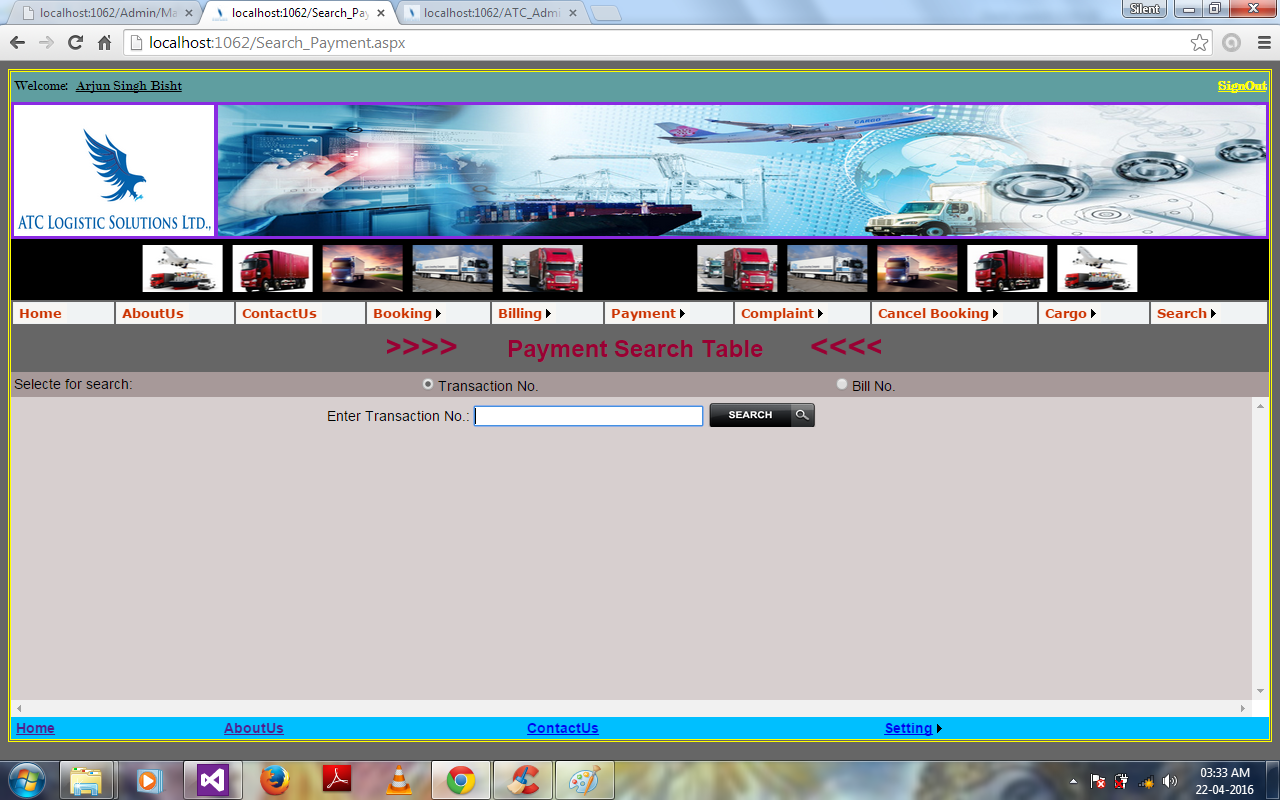 localhost:1062/Admin/Ma
localhost:1062/Search_Pay
localhost:1062/ATC_Admi
Silent
localhost:1062/Search_Payment.aspx
Welcome: Arjun Singh Bisht
SignOut
CARGO
ATC LOGISTIC SOLUTIONS LTD.,
Home AboutUs ContactUs Booking Billing Payment Complaint Cancel Booking Cargo Search
>>>> Payment Search Table <<<<
Selecte for search: Transaction No. Bill No.
Enter Transaction No.: SEARCH
Home AboutUs ContactUs Setting
03:33 AM
22-04-2016